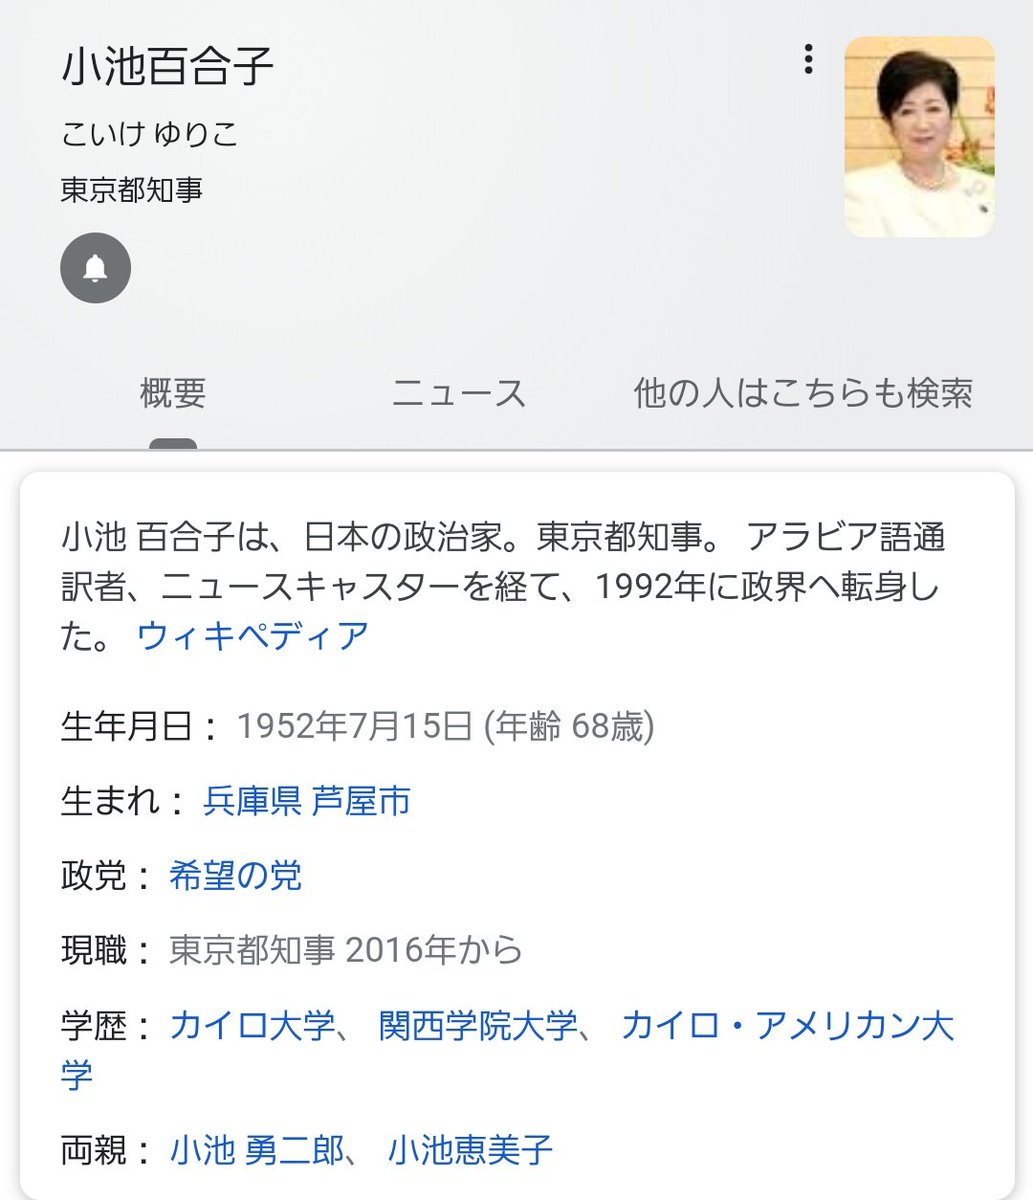 小池百合子
こいけ ゆりこ
東京都知事
概要
ニュース
他の人はこちらも検索
小池 百合子は、日本の政治家。東京都知事。 アラビア語通
訳者、ニュースキャスターを経て、1992年に政界へ転身し
た。 ウィキペディア
生年月日： 1952年7月15日 (年齢 68歳)
生まれ： 兵庫県 芦屋市
政党： 希望の党
現職： 東京都知事 2016年から
学歴： カイロ大学、 関西学院大学、 カイロ・アメリカン大
学
両親： 小池 勇二郎、 小池恵美子